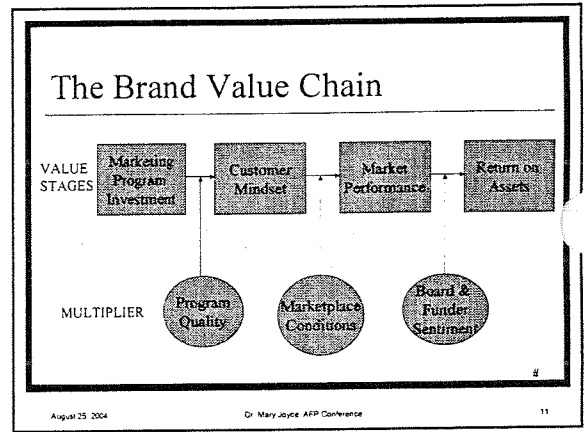 The Brand Value Chain
VALUE
STAGES
Marketing
Program
Investment
Customer
Mindset
Market
Performance
Return on
Assets
MULTIPLIER
Program
Quality
Marketplace
Conditions
Board &
Funder
Sentiment
#
August 25, 2004
Dr. Mary Joyce AFP Conference
11